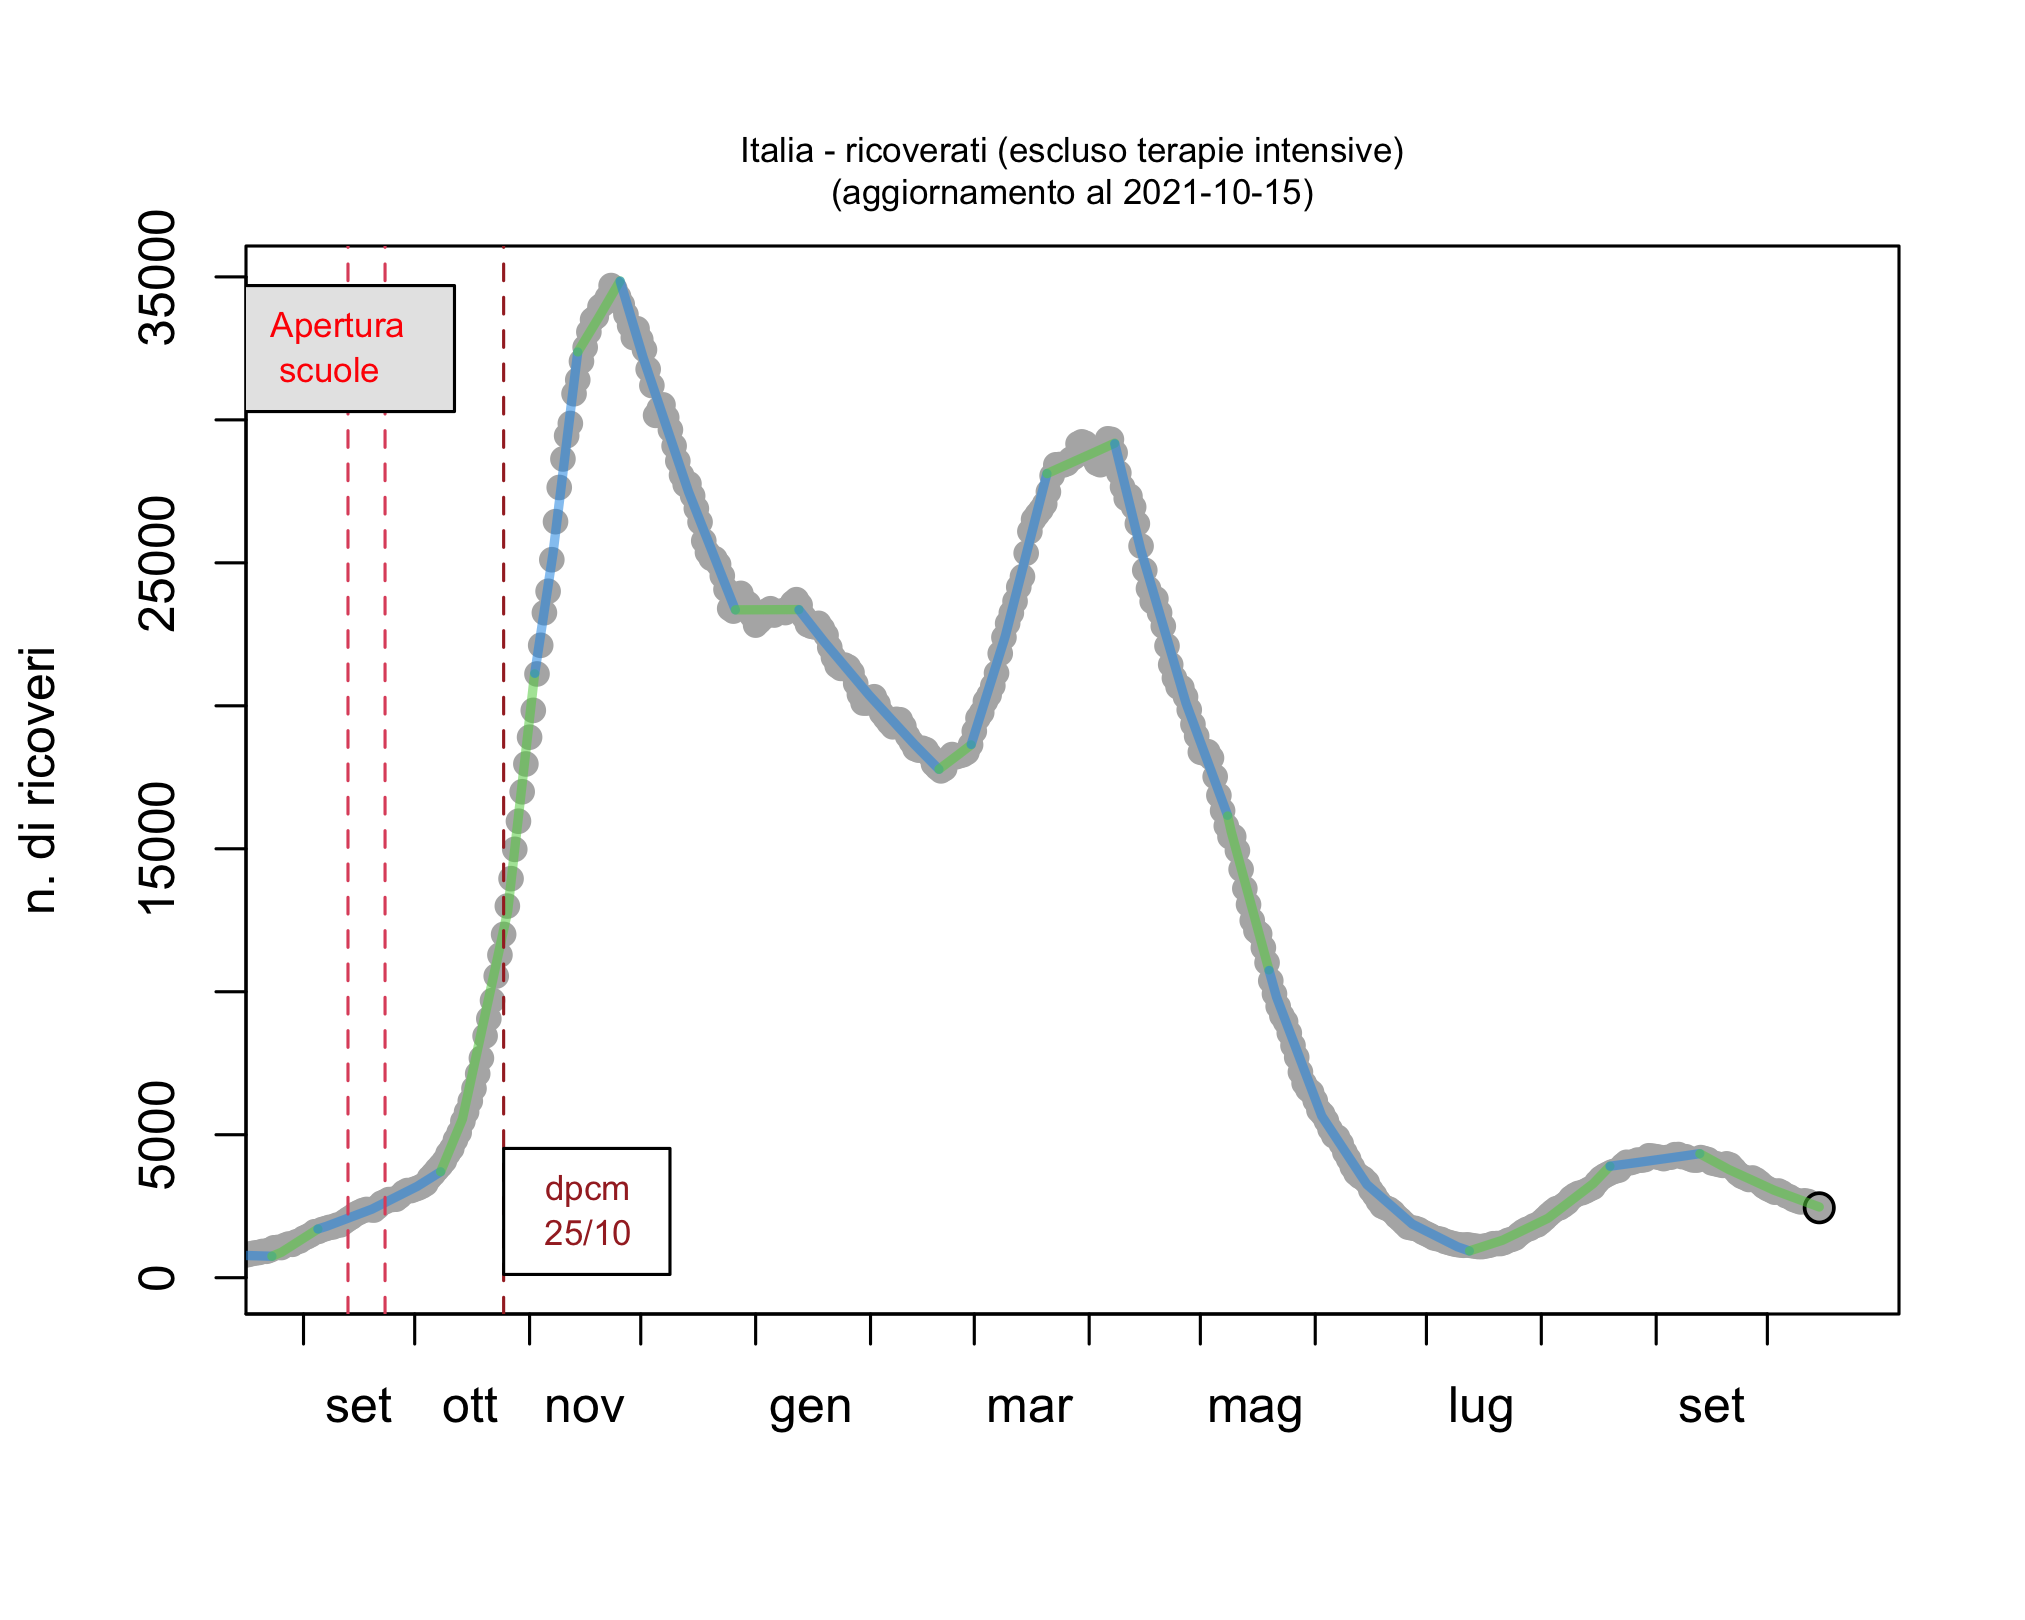 Italia - ricoverati (escluso terapie intensive)
(aggiornamento al 2021-10-15)
n. di ricoveri
35000
25000
15000
5000
0
Apertura
scuole
dpcm
25/10
set ott nov gen mar mag lug set